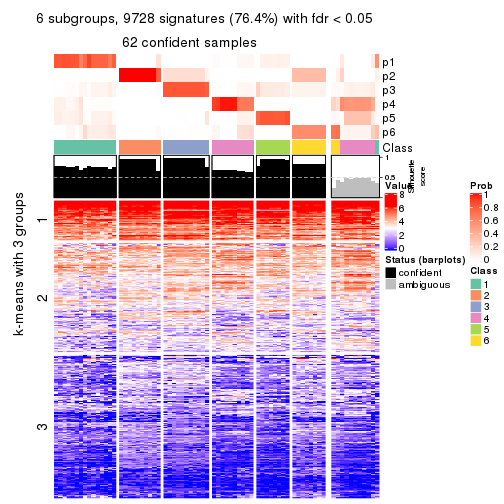 6 subgroups, 9728 signatures (76.4%) with fdr < 0.05
62 confident samples
p1
p2
p3
p4
p5
p6
Class
1
0.5
0
Silhouette
score
k-means with 3 groups
1
2
3
Value
8
6
4
2
0
Status (barplots)
confident
ambiguous
Prob
1
0.8
0.6
0.4
0.2
0
Class
1
2
3
4
5
6